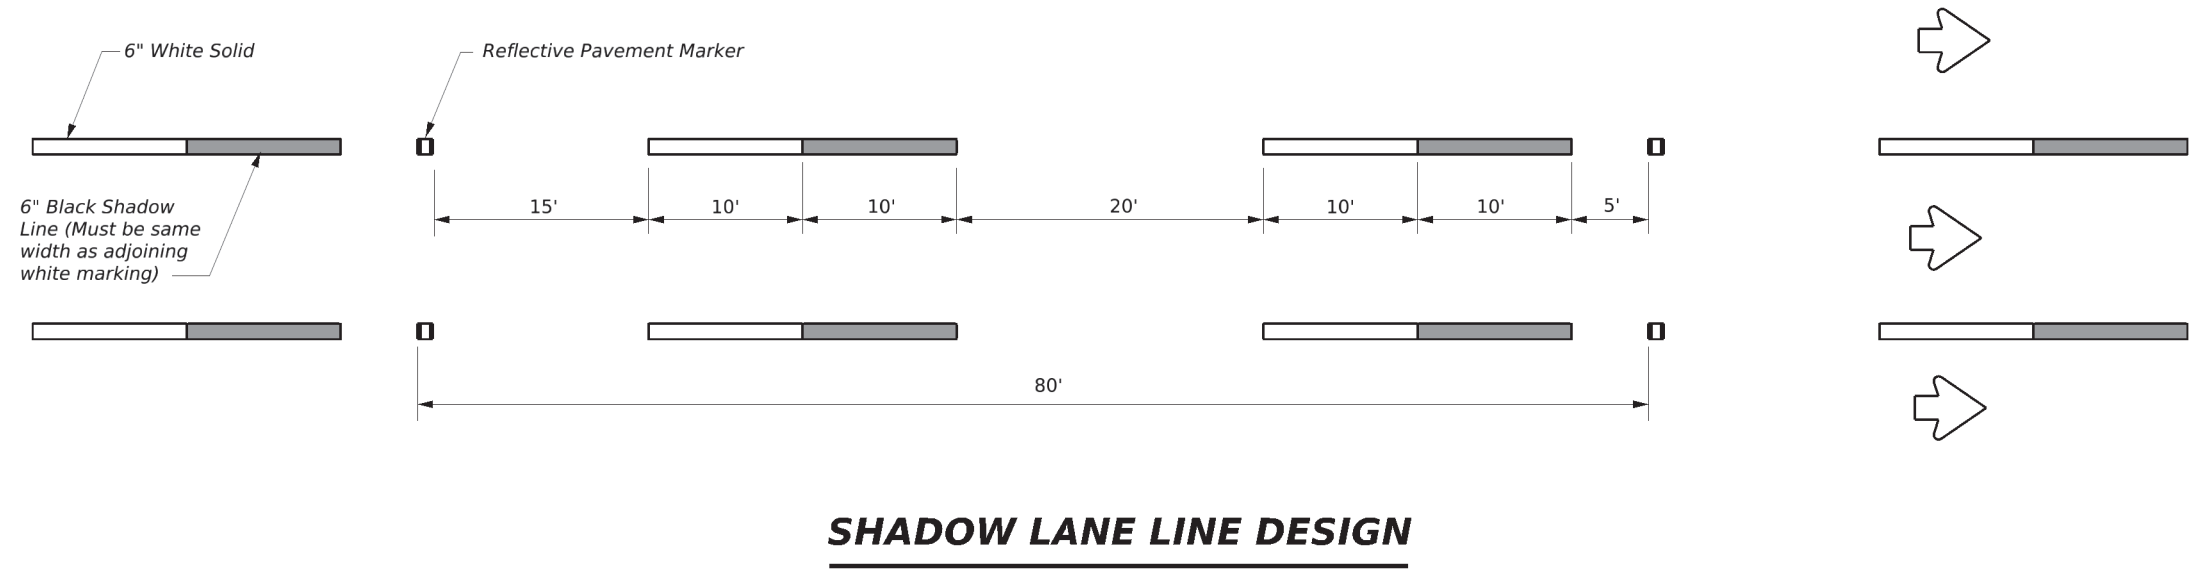 6" White Solid
Reflective Pavement Marker
6" Black Shadow
Line (Must be same
width as adjoining
white marking)
15'
10'
10'
20'
10'
10'
5'
80'
SHADOW LANE LINE DESIGN